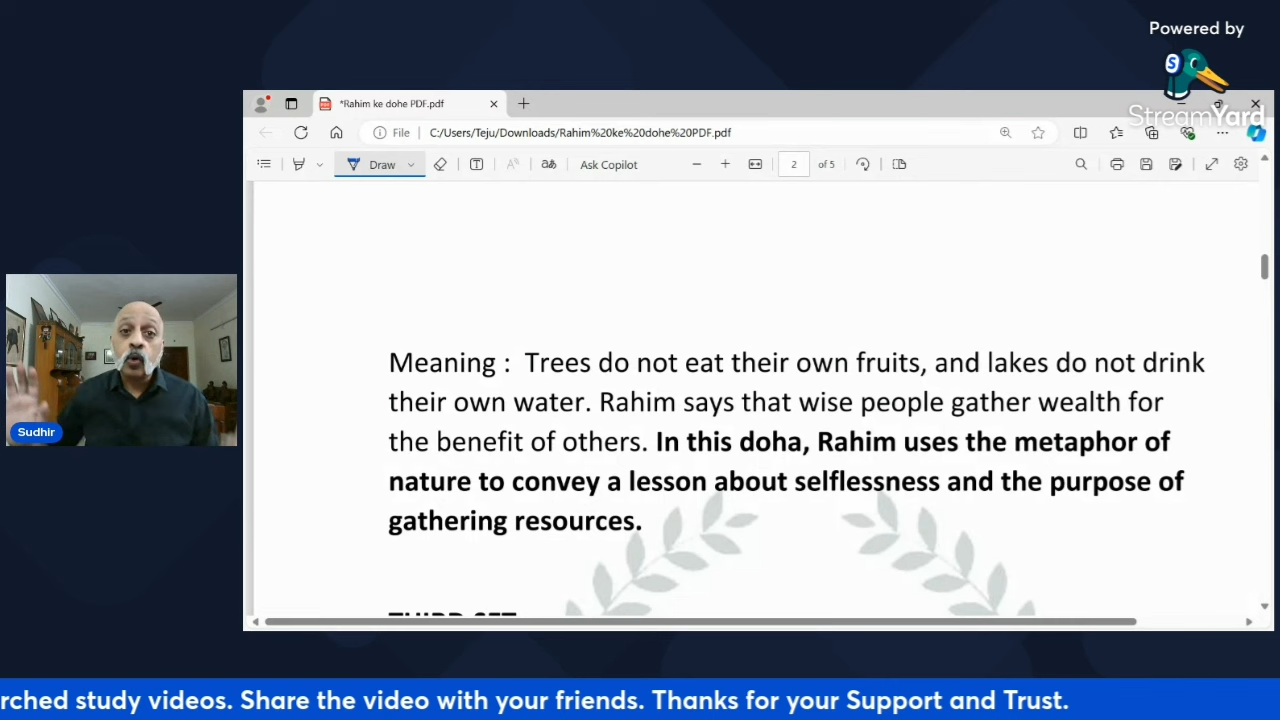 Powered by
StreamYard
*Rahim ke dohe PDF.pdf
File C:/Users/Teju/Downloads/Rahim%20ke%20dohe%20PDF.pdf
Draw Ask Copilot 2 of 5
Meaning : Trees do not eat their own fruits, and lakes do not drink
their own water. Rahim says that wise people gather wealth for
the benefit of others. In this doha, Rahim uses the metaphor of
nature to convey a lesson about selflessness and the purpose of
gathering resources.
THIRD SET
Sudhir
rched study videos. Share the video with your friends. Thanks for your Support and Trust.